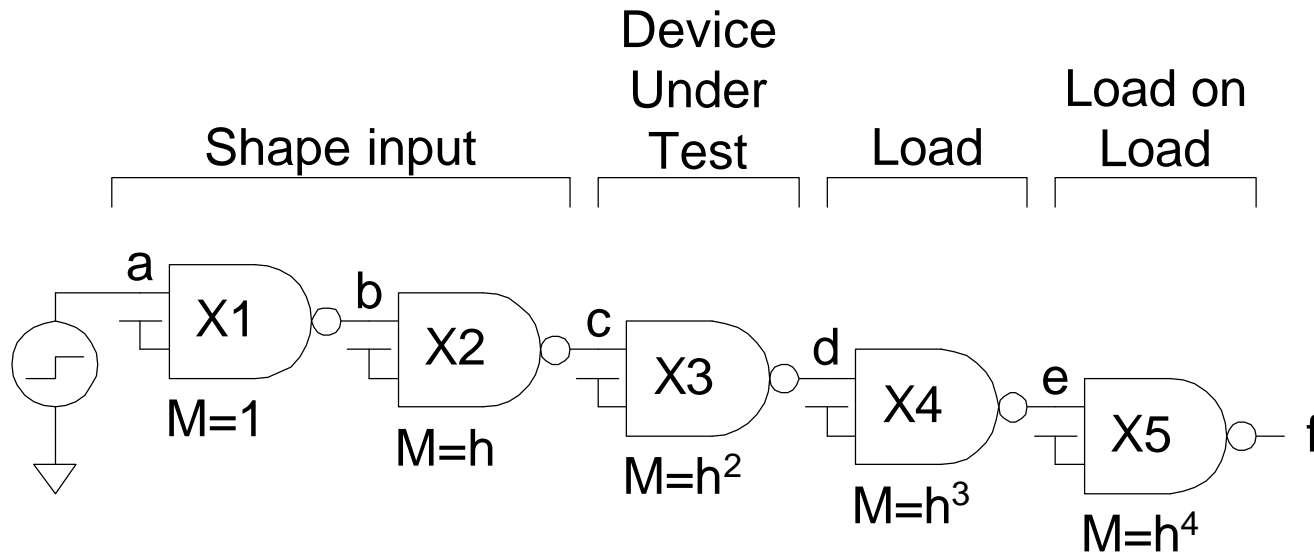 Device
Under
Test
Load on
Load
Shape input
Load
a
X1
M=1
b
X2
M=h
c
X3
M=h²
d
X4
M=h³
e
X5
M=h⁴
f